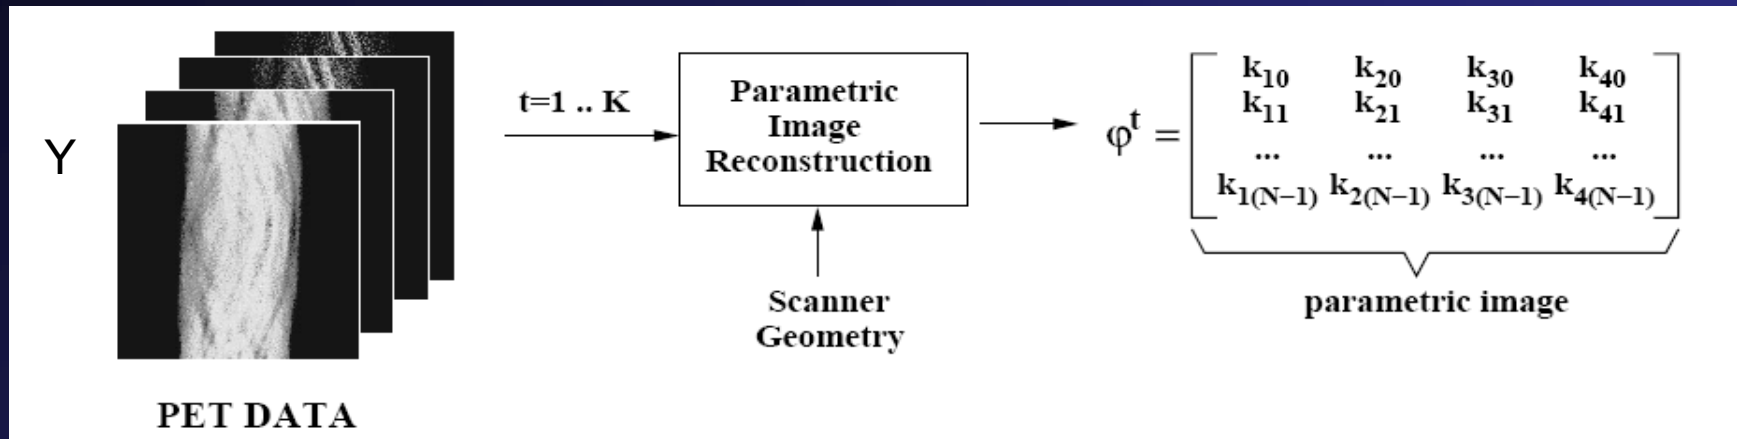 Y
PET DATA
t=1 .. K
Parametric
Image
Reconstruction
Scanner
Geometry
φᵗ =
k₁₀ k₂₀ k₃₀ k₄₀
k₁₁ k₂₁ k₃₁ k₄₁
... ... ... ...
k₁₍N−1₎ k₂₍N−1₎ k₃₍N−1₎ k₄₍N−1₎
parametric image